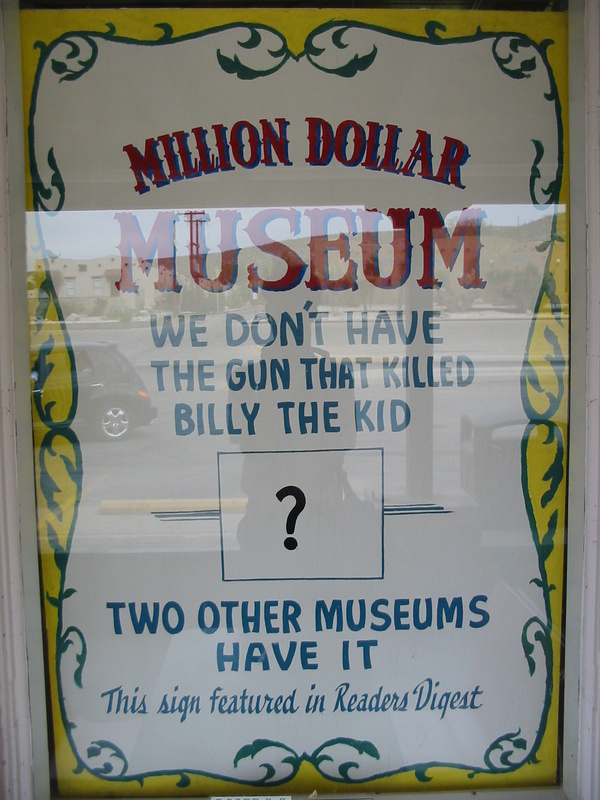 MILLION DOLLAR
MUSEUM
WE DON'T HAVE
THE GUN THAT KILLED
BILLY THE KID
?
TWO OTHER MUSEUMS
HAVE IT
This sign featured in Readers Digest